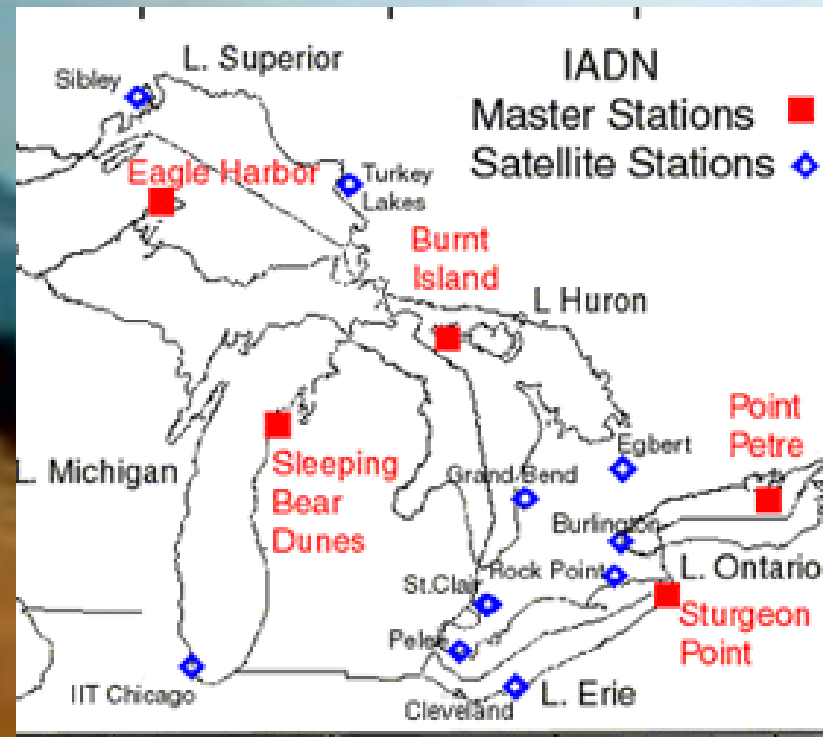 L. Superior
IADN
Sibley
Master Stations
Satellite Stations
Eagle Harbor
Turkey
Lakes
Burnt
Island
L Huron
Point
Petre
L. Michigan
Sleeping
Bear
Dunes
Egbert
Grand Bend
Burlington
L. Ontario
Rock Point
St.Clair
Sturgeon
Point
Pelee
IIT Chicago
Cleveland
L. Erie